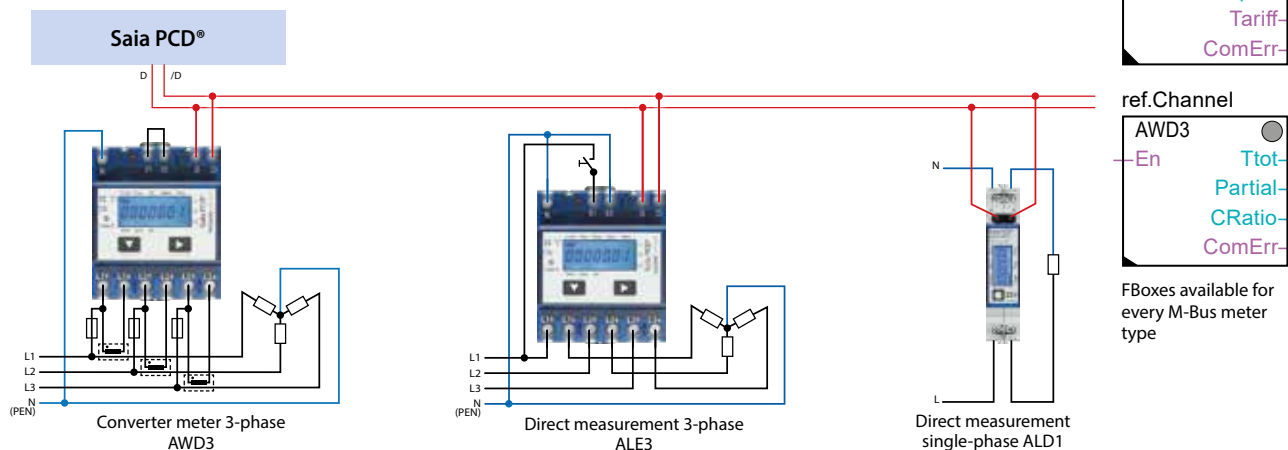 Saia PCD®
D /D
Tariff
ComErr
ref.Channel
AWD3
En Ttot
Partial
CRatio
ComErr
FBoxes available for
every M-Bus meter
type
N
L1
L2
L3
N
(PEN)
Converter meter 3-phase
AWD3
L1
L2
L3
N
(PEN)
Direct measurement 3-phase
ALE3
L
Direct measurement
single-phase ALD1